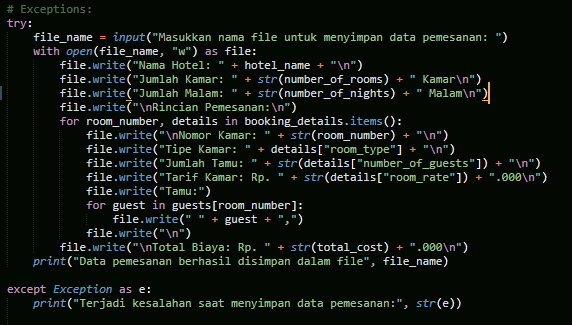 # Exceptions:
try:
    file_name = input("Masukkan nama file untuk menyimpan data pemesanan: ")
    with open(file_name, "w") as file:
        file.write("Nama Hotel: " + hotel_name + "\n")
        file.write("Jumlah Kamar: " + str(number_of_rooms) + " Kamar\n")
        file.write("Jumlah Malam: " + str(number_of_nights) + " Malam\n")
        file.write("\nRincian Pemesanan:\n")
        for room_number, details in booking_details.items():
            file.write("\nNomor Kamar: " + str(room_number) + "\n")
            file.write("Tipe Kamar: " + details["room_type"] + "\n")
            file.write("Jumlah Tamu: " + str(details["number_of_guests"]) + "\n")
            file.write("Tarif Kamar: Rp. " + str(details["room_rate"]) + ".000\n")
            file.write("Tamu:")
            for guest in guests[room_number]:
                file.write(" " + guest + ",")
            file.write("\n")
        file.write("\nTotal Biaya: Rp. " + str(total_cost) + ".000\n")
    print("Data pemesanan berhasil disimpan dalam file", file_name)

except Exception as e:
    print("Terjadi kesalahan saat menyimpan data pemesanan:", str(e))